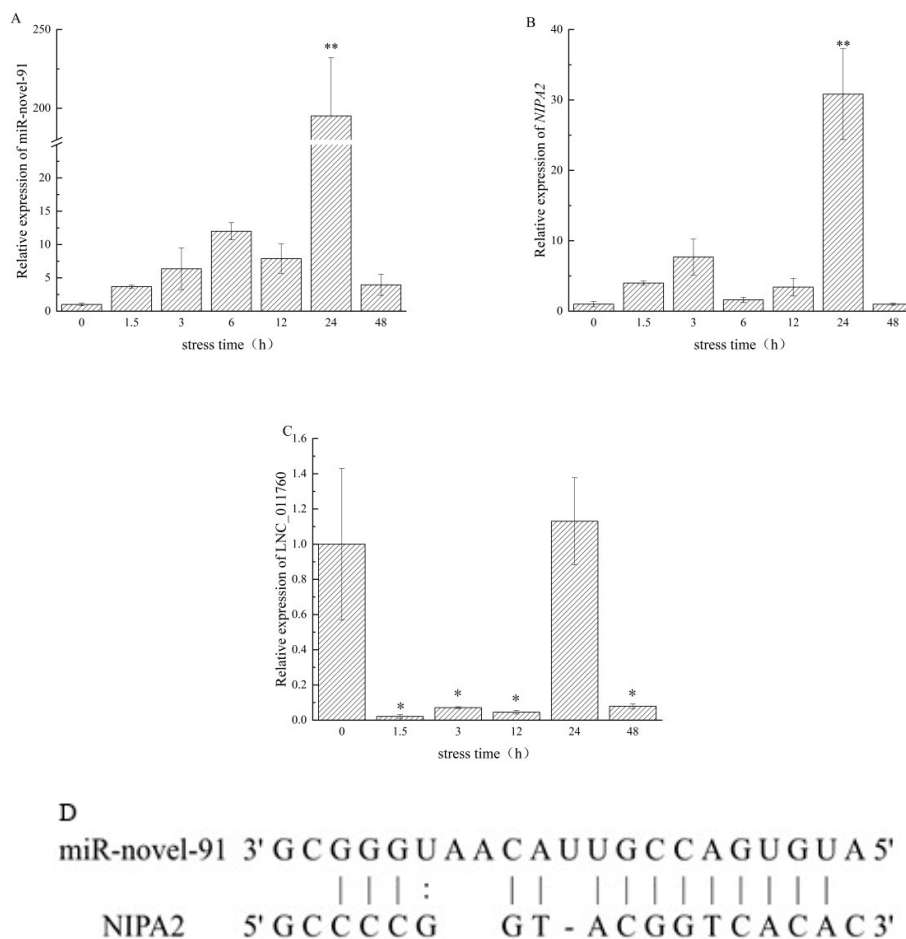 A
Relative expression of miR-novel-91
250
200
25
20
15
10
5
0
**
0 1.5 3 6 12 24 48
stress time（h）
B
Relative expression of NIPA2
40
30
20
10
0
**
0 1.5 3 6 12 24 48
stress time（h）
C
Relative expression of LNC_011760
1.6
1.4
1.2
1.0
0.8
0.6
0.4
0.2
0.0
* * * *
0 1.5 3 12 24 48
stress time（h）
D
miR-novel-91 3' G C G G G U A A C A U U G C C A G U G U A 5'
| | | : | | | | | | | | | | |
NIPA2 5' G C C C C G G T - A C G G T C A C A C 3'